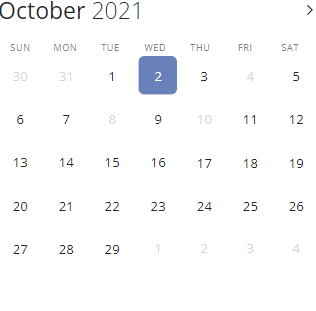 October 2021
SUN MON TUE WED THU FRI SAT
30 31 1 2 3 4 5
6 7 8 9 10 11 12
13 14 15 16 17 18 19
20 21 22 23 24 25 26
27 28 29 1 2 3 4